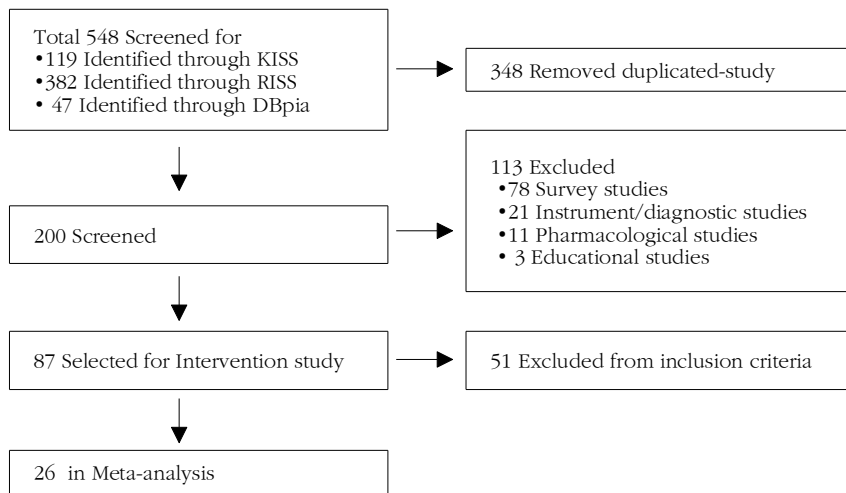 Total 548 Screened for
•119 Identified through KISS
•382 Identified through RISS
• 47 Identified through DBpia
348 Removed duplicated-study
200 Screened
113 Excluded
•78 Survey studies
•21 Instrument/diagnostic studies
•11 Pharmacological studies
• 3 Educational studies
87 Selected for Intervention study
51 Excluded from inclusion criteria
26 in Meta-analysis